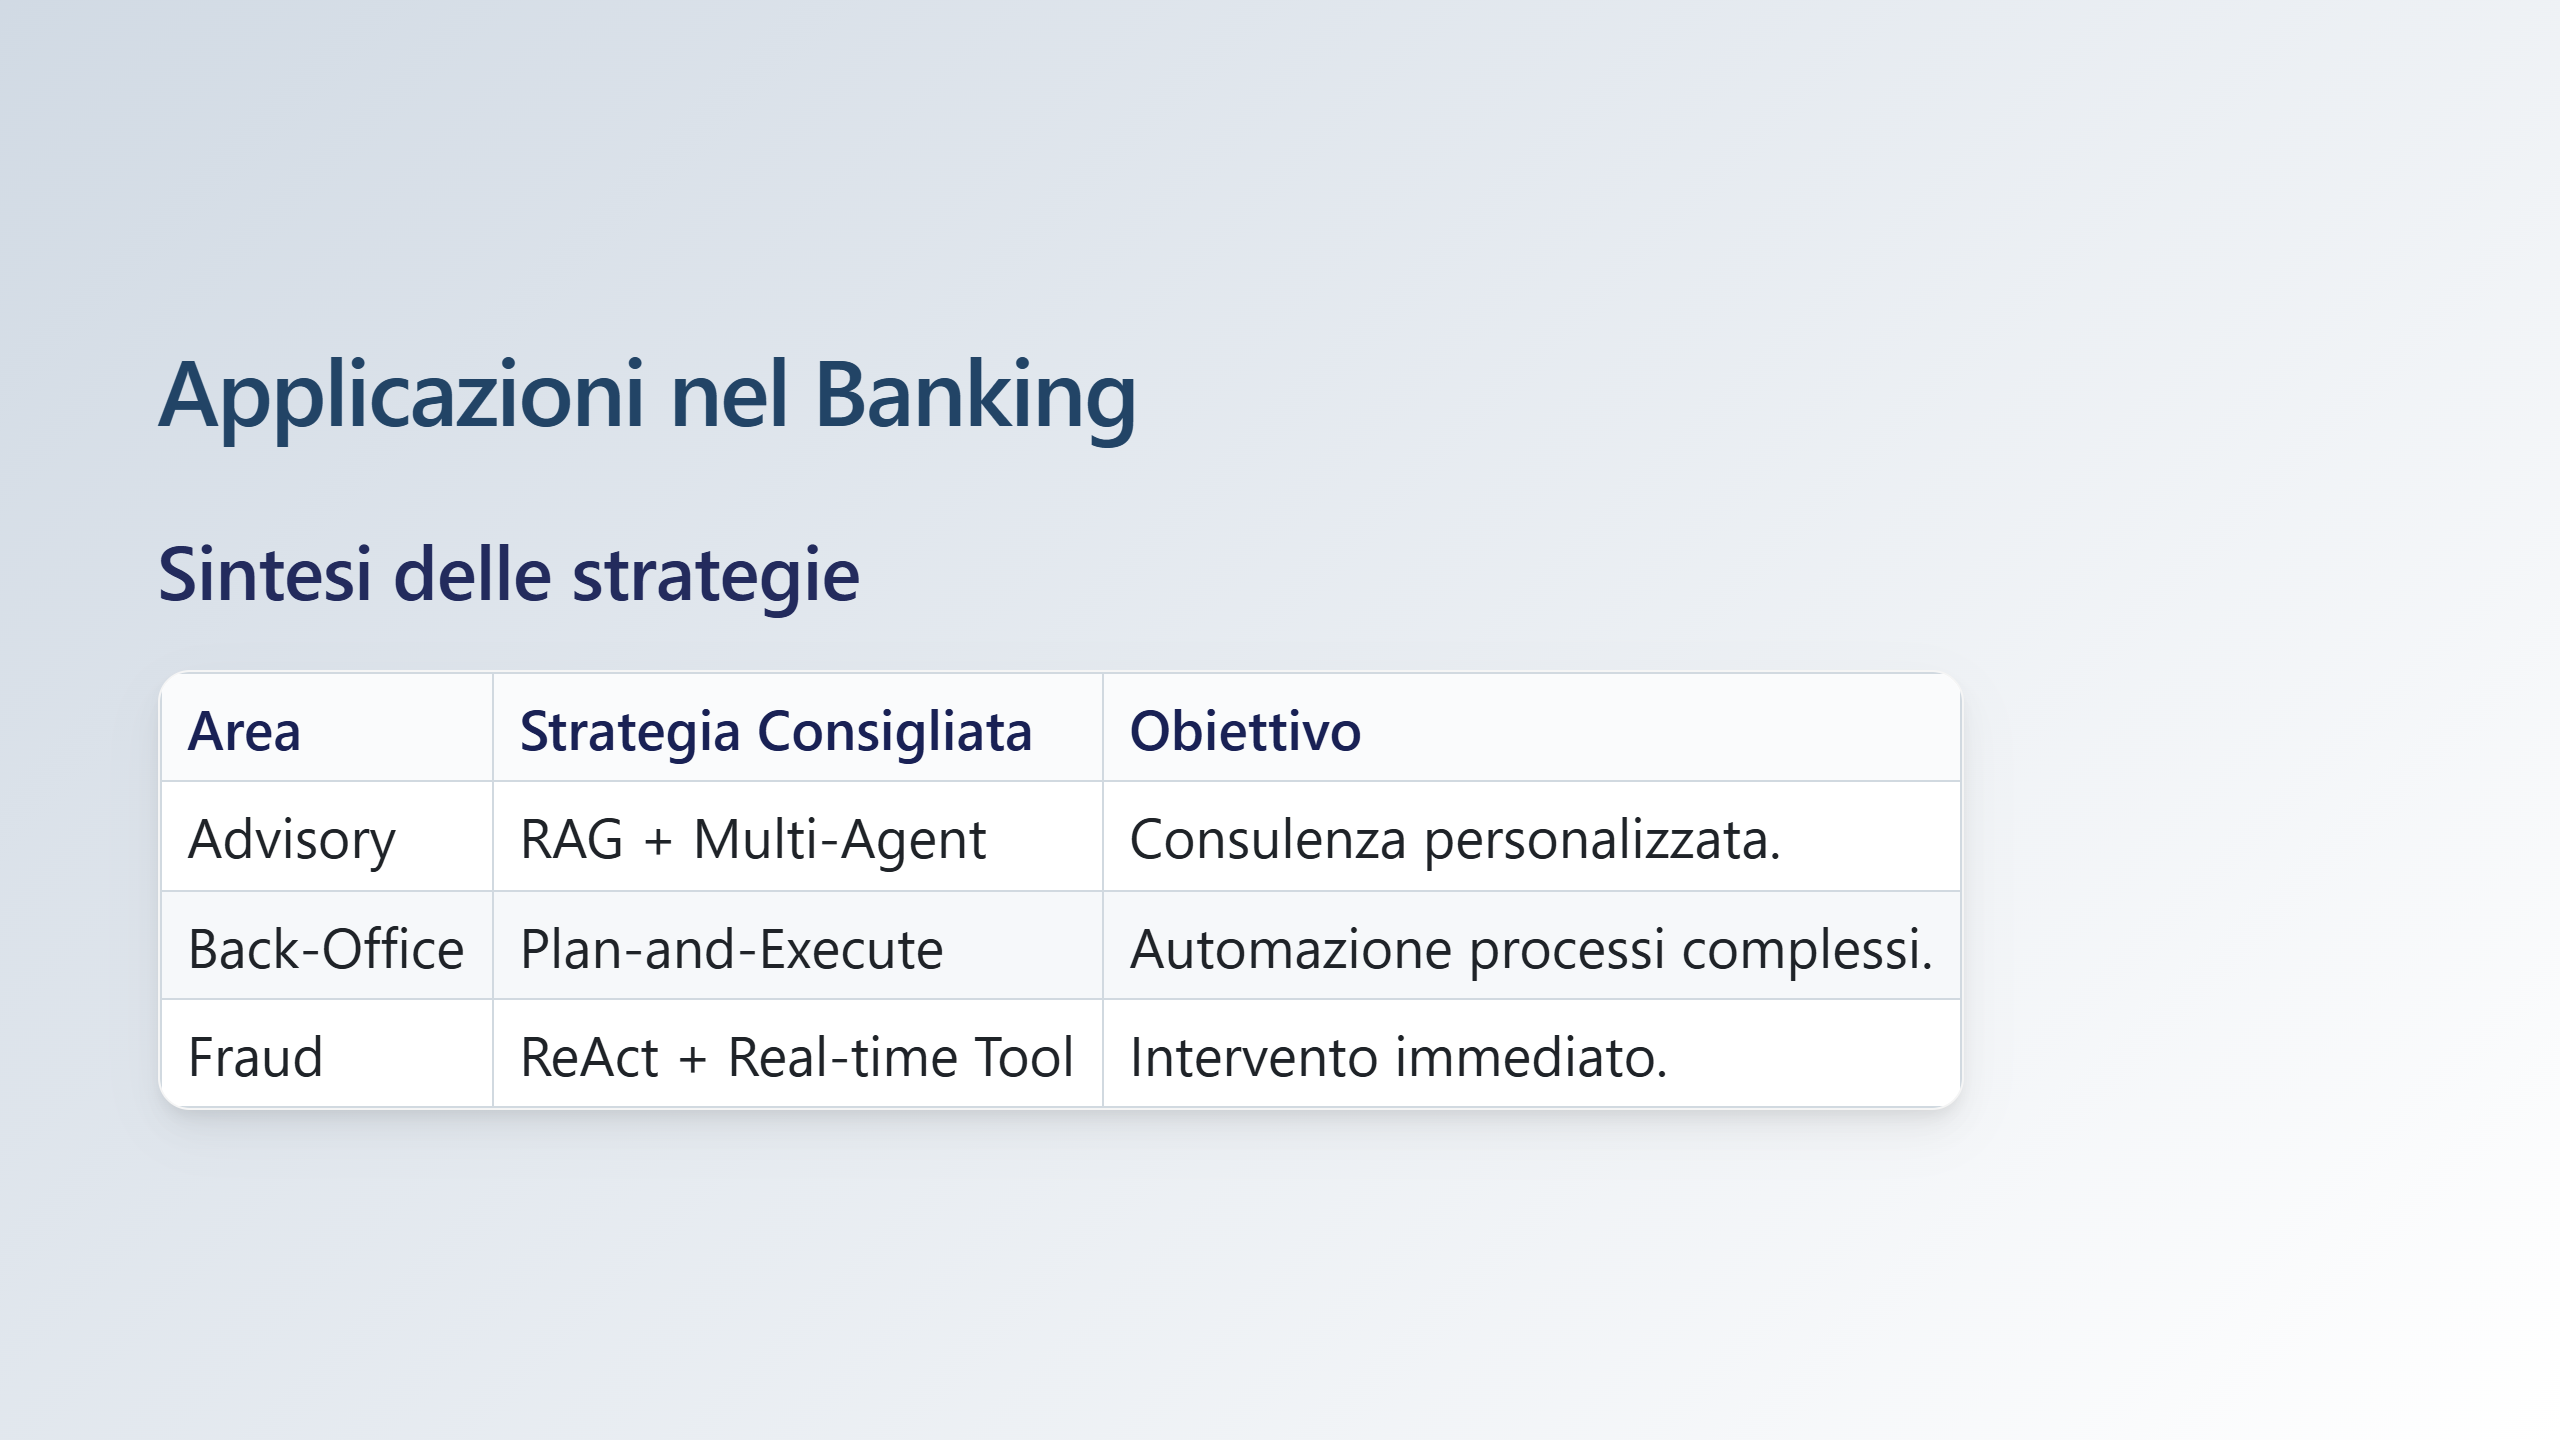 Applicazioni nel Banking
Sintesi delle strategie
Area Strategia Consigliata Obiettivo
Advisory RAG + Multi-Agent Consulenza personalizzata.
Back-Office Plan-and-Execute Automazione processi complessi.
Fraud ReAct + Real-time Tool Intervento immediato.